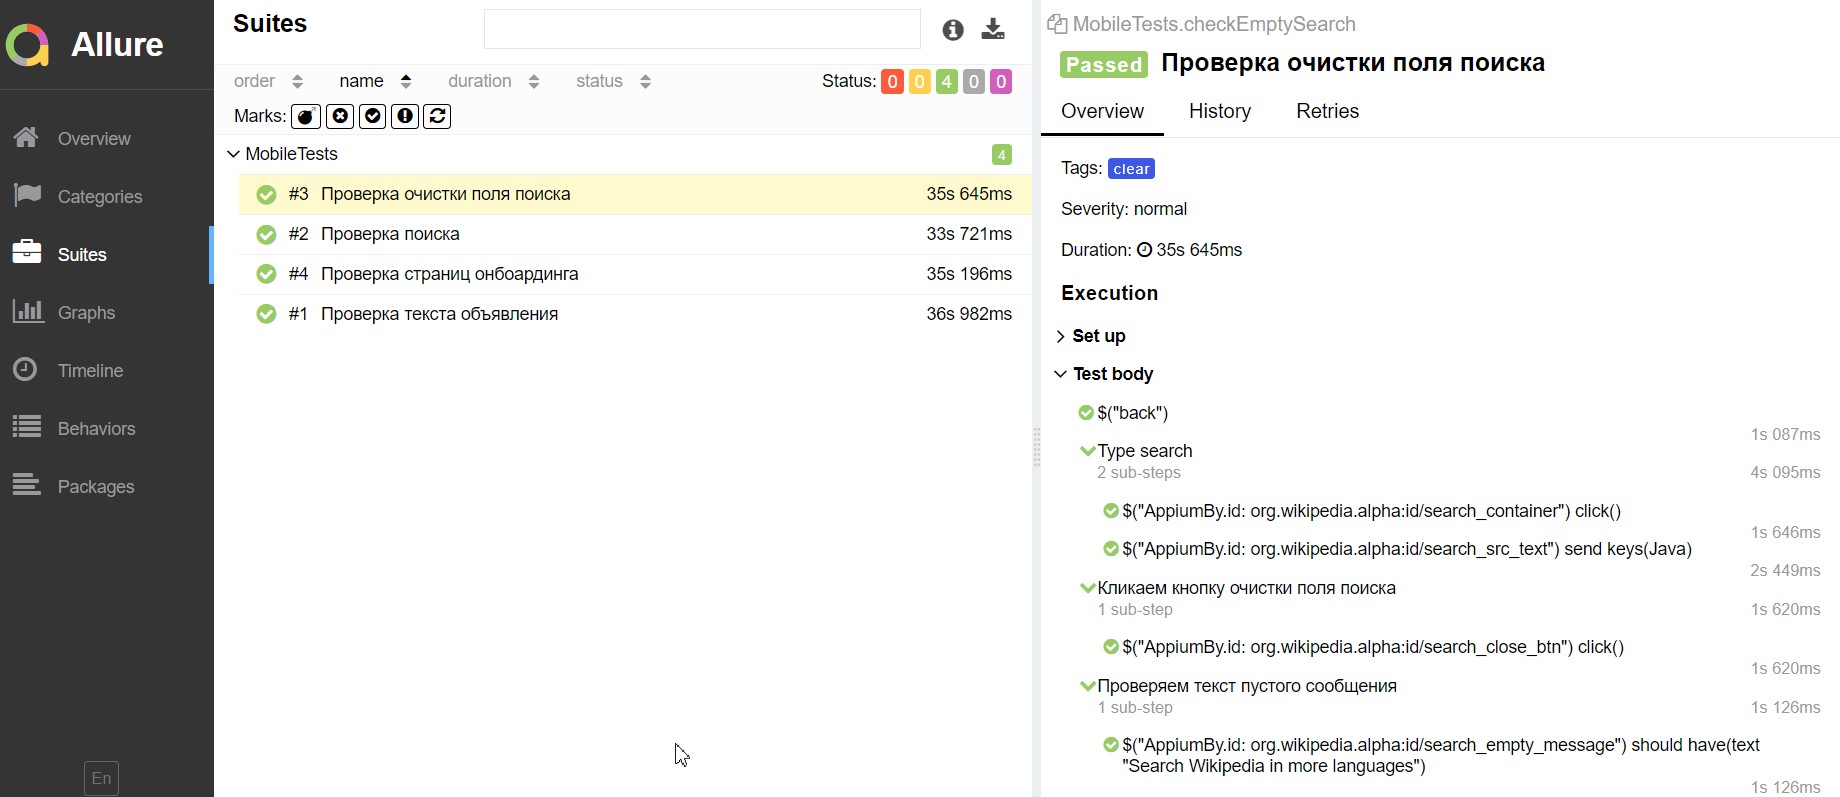 Allure
Overview
Categories
Suites
Graphs
Timeline
Behaviors
Packages
En
Suites
order name duration status Status: 0 0 4 0 0
Marks:
MobileTests 4
#3 Проверка очистки поля поиска 35s 645ms
#2 Проверка поиска 33s 721ms
#4 Проверка страниц онбоардинга 35s 196ms
#1 Проверка текста объявления 36s 982ms
MobileTests.checkEmptySearch
Passed Проверка очистки поля поиска
Overview History Retries
Tags: clear
Severity: normal
Duration: 35s 645ms
Execution
Set up
Test body
$("back")
1s 087ms
Type search
2 sub-steps 4s 095ms
$("AppiumBy.id: org.wikipedia.alpha:id/search_container") click()
1s 646ms
$("AppiumBy.id: org.wikipedia.alpha:id/search_src_text") send keys(Java)
2s 449ms
Кликаем кнопку очистки поля поиска
1 sub-step 1s 620ms
$("AppiumBy.id: org.wikipedia.alpha:id/search_close_btn") click()
1s 620ms
Проверяем текст пустого сообщения
1 sub-step 1s 126ms
$("AppiumBy.id: org.wikipedia.alpha:id/search_empty_message") should have(text
"Search Wikipedia in more languages")
1s 126ms